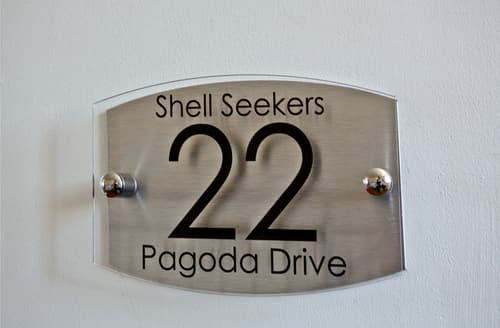 Shell Seekers
22
Pagoda Drive